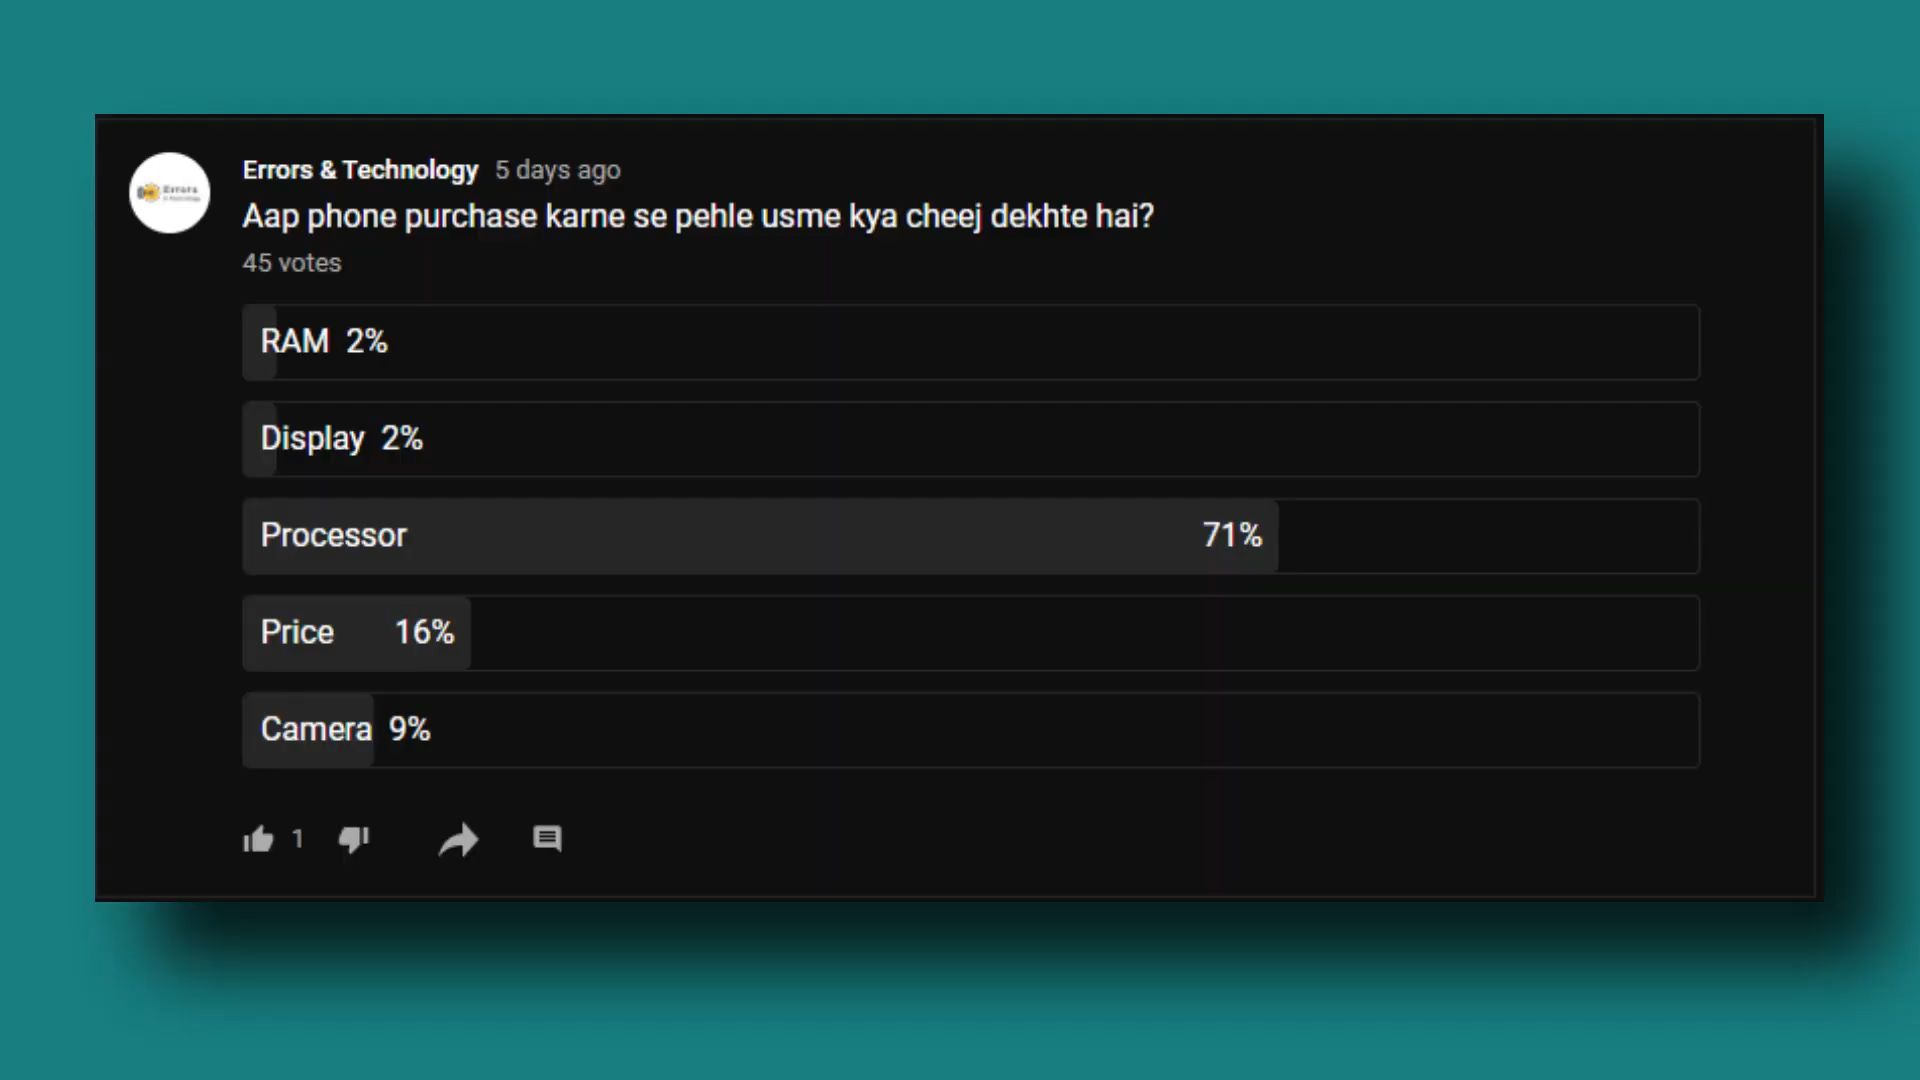 Errors & Technology 5 days ago
Aap phone purchase karne se pehle usme kya cheej dekhte hai?
45 votes
RAM 2%
Display 2%
Processor 71%
Price 16%
Camera 9%
1